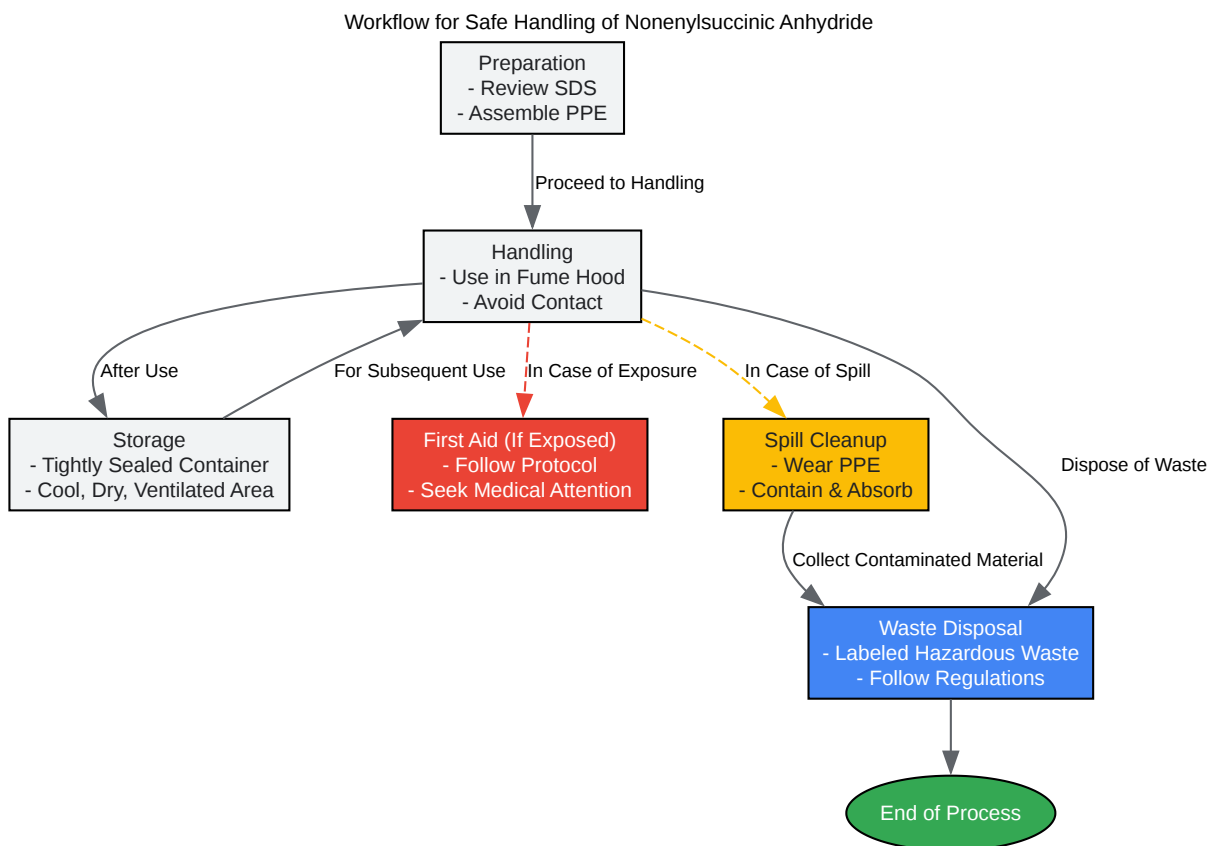 Workflow for Safe Handling of Nonenylsuccinic Anhydride
Preparation
- Review SDS
- Assemble PPE
Proceed to Handling
Handling
- Use in Fume Hood
- Avoid Contact
After Use
For Subsequent Use
In Case of Exposure
In Case of Spill
Storage
- Tightly Sealed Container
- Cool, Dry, Ventilated Area
First Aid (If Exposed)
- Follow Protocol
- Seek Medical Attention
Spill Cleanup
- Wear PPE
- Contain & Absorb
Dispose of Waste
Collect Contaminated Material
Waste Disposal
- Labeled Hazardous Waste
- Follow Regulations
End of Process